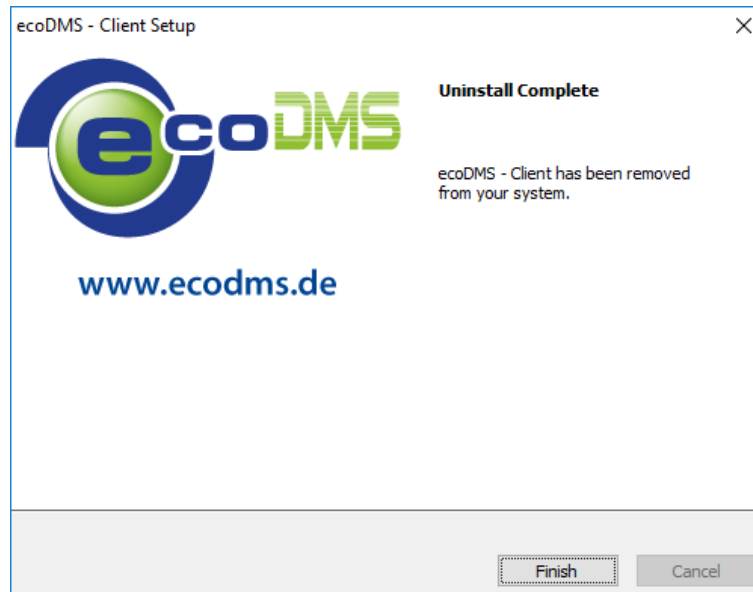 ecoDMS - Client Setup
ecoDMS
www.ecodms.de
Uninstall Complete
ecoDMS - Client has been removed
from your system.
Finish
Cancel